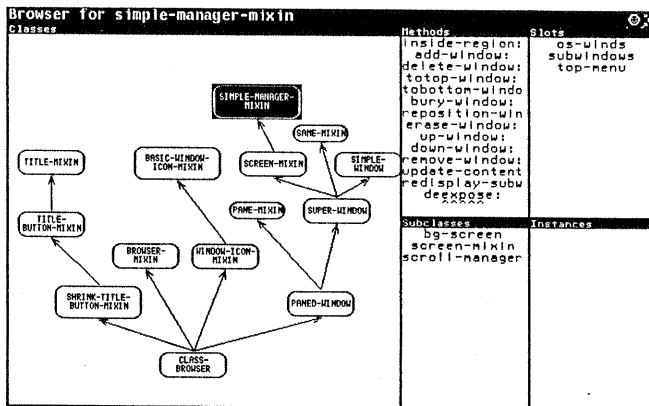 Browser for simple-manager-mixin
Classes
SIMPLE-MANAGER-
MIXIN
SAME-MIXIN
TITLE-MIXIN
BASIC-WINDOW-
ICON-MIXIN
SCREEN-MIXIN
SIMPLE-
WINDOW
TITLE-
BUTTON-MIXIN
PANE-MIXIN
SUPER-WINDOW
BROWSER-
MIXIN
WINDOW-ICON-
MIXIN
SHRINK-TITLE-
BUTTON-MIXIN
PANED-WINDOW
CLASS-
BROWSER
Methods
inside-region:
add-window:
delete-window:
totop-window:
tobottom-windo
bury-window:
reposition-win
erase-window:
up-window:
down-window:
remove-window:
update-content
redisplay-subw
deexpose:
^^^^^
Slots
os-winds
subwindows
top-menu
Subclasses
bg-screen
screen-mixin
scroll-manager
Instances